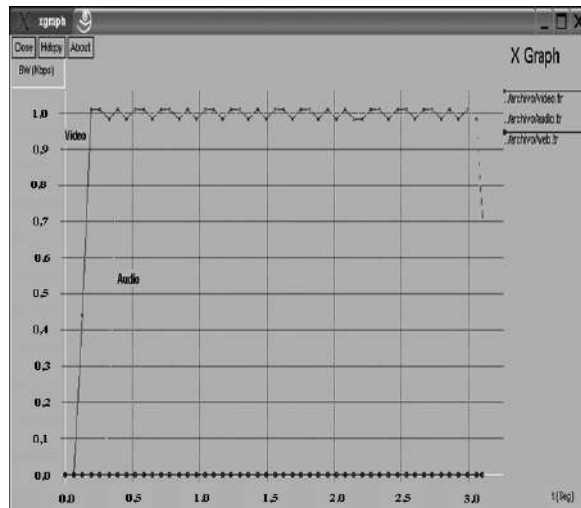 X xgraph
Close Hdcpy About
BW (Kbps)
X Graph
./Archivo/video.tr
./Archivo/audio.tr
./Archivo/web.tr
Video
Audio
1,0
0,9
0,8
0,7
0,6
0,5
0,4
0,3
0,2
0,1
0,0
0.0 0,5 1.0 1,5 2.0 2.5 3.0
t(Seg)